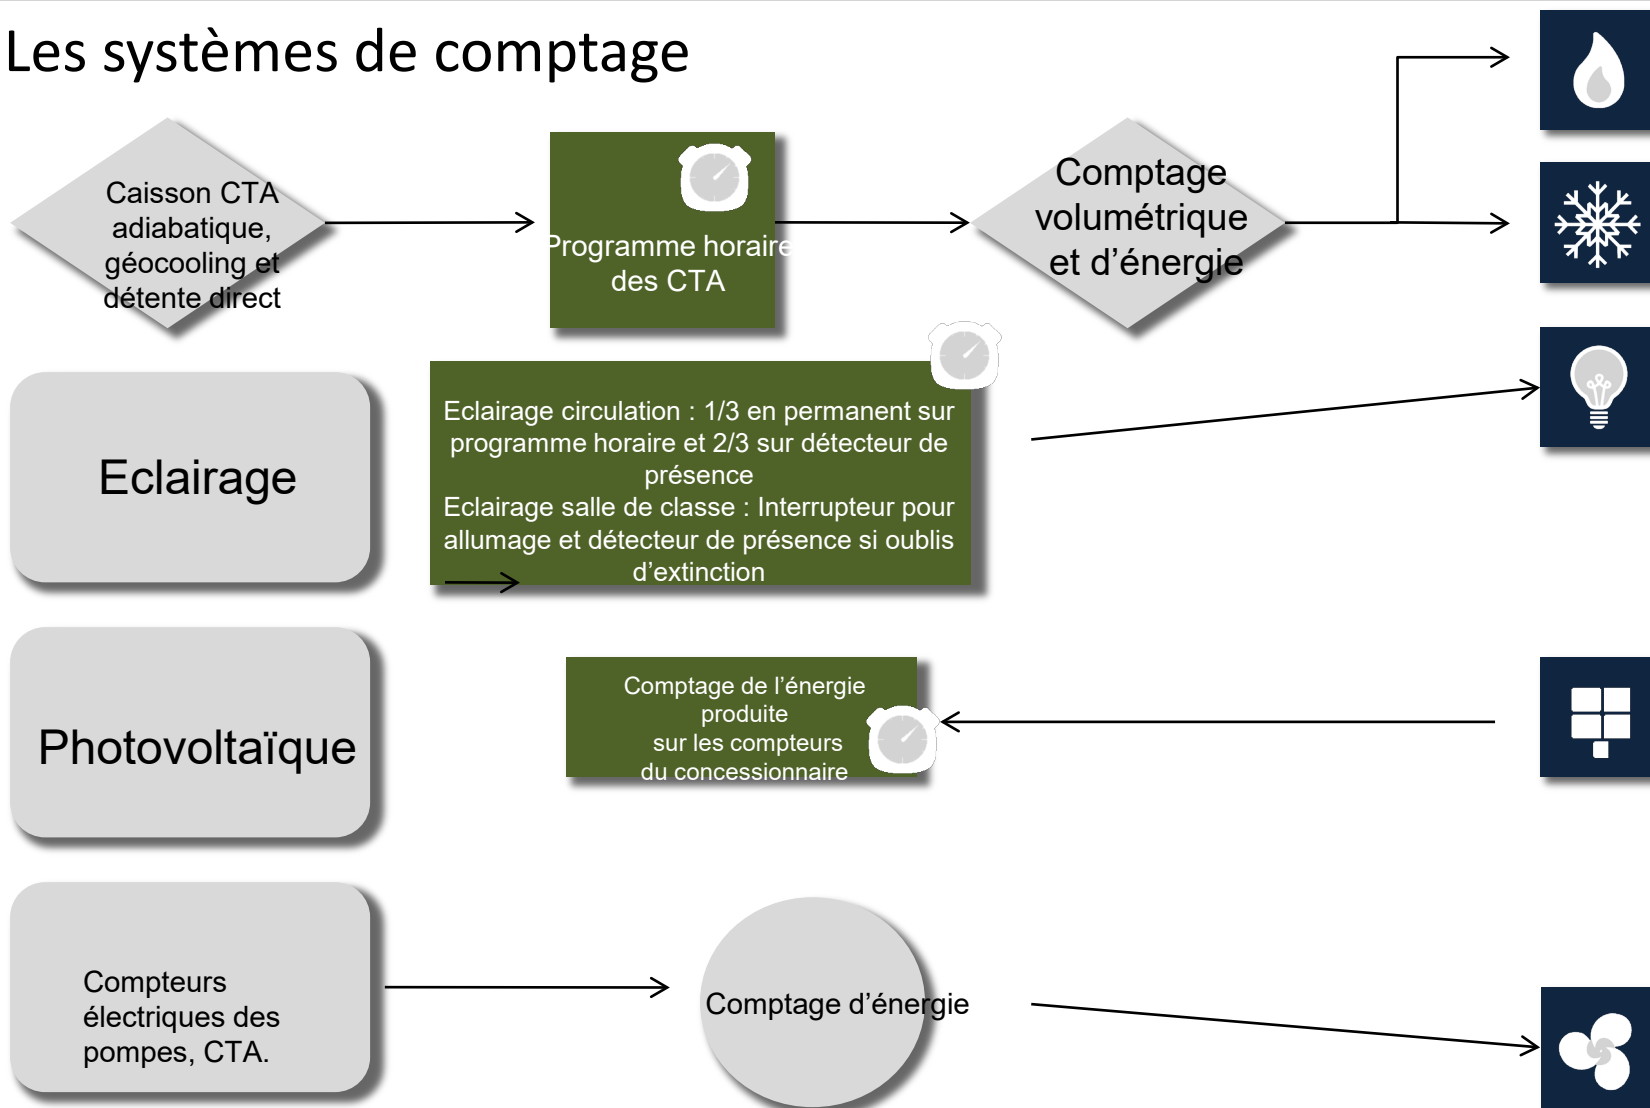 Les systèmes de comptage
Caisson CTA
adiabatique,
géocooling et
détente direct
Programme horaire
des CTA
Comptage
volumétrique
et d’énergie
Eclairage
Eclairage circulation : 1/3 en permanent sur
programme horaire et 2/3 sur détecteur de
présence
Eclairage salle de classe : Interrupteur pour
allumage et détecteur de présence si oublis
d’extinction
Photovoltaïque
Comptage de l’énergie
produite
sur les compteurs
du concessionnaire
Compteurs
électriques des
pompes, CTA.
Comptage d’énergie